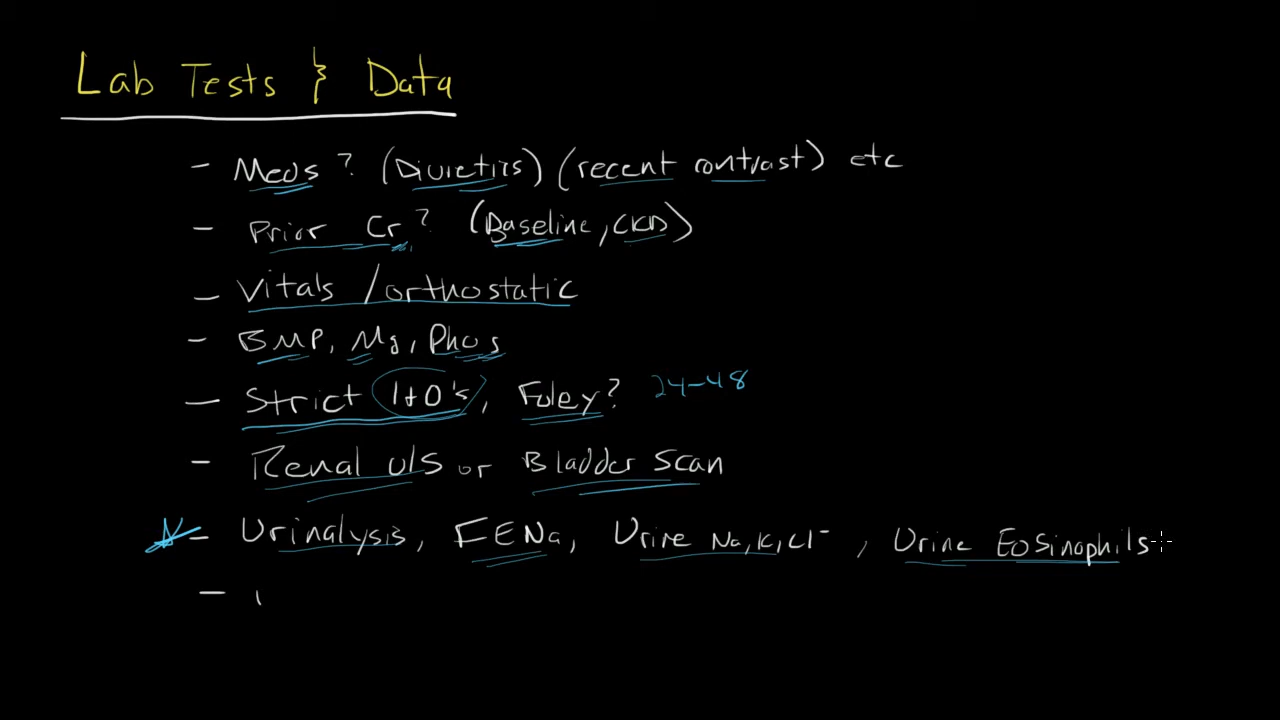 Lab Tests & Data
- Meds? (Diuretics) (recent contrast) etc
- Prior Cr? (Baseline, CKD)
- Vitals / orthostatic
- BMP, Mg, Phos
- Strict I+O's, Foley? 24-48
- Renal U/S or Bladder Scan
- Urinalysis, FENa, Urine Na, K, Cl⁻, Urine Eosinophils
-